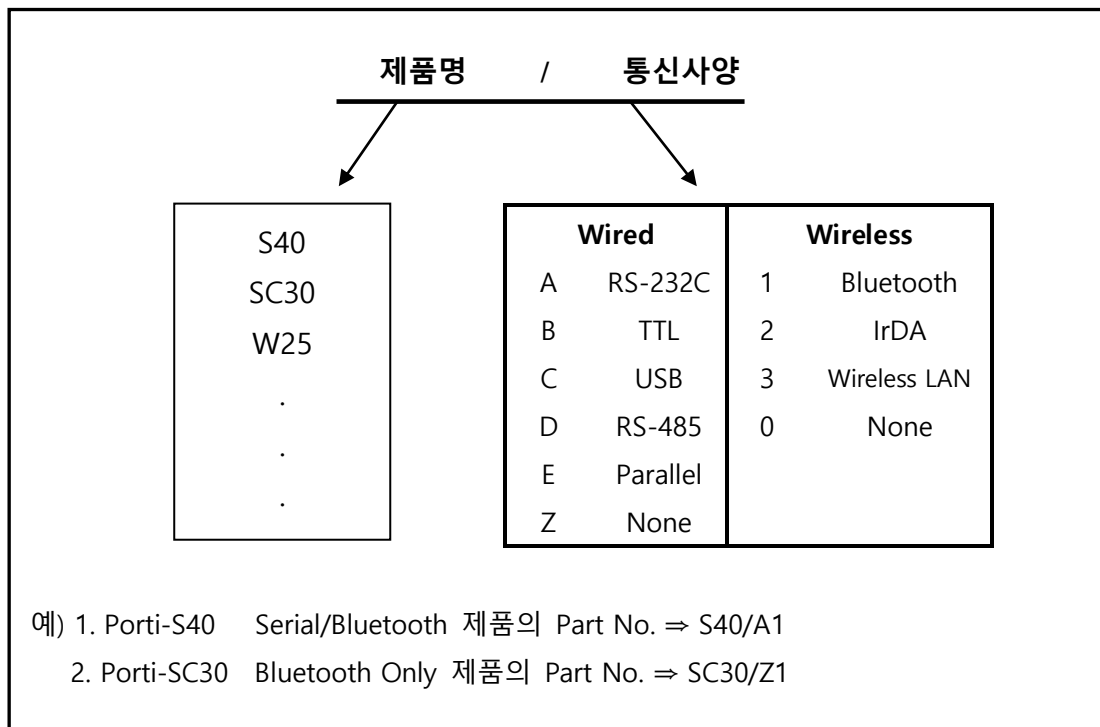 제품명 / 통신사양
S40
SC30
W25
.
.
.
Wired Wireless
A RS-232C 1 Bluetooth
B TTL 2 IrDA
C USB 3 Wireless LAN
D RS-485 0 None
E Parallel
Z None
예) 1. Porti-S40 Serial/Bluetooth 제품의 Part No. ⇒ S40/A1
2. Porti-SC30 Bluetooth Only 제품의 Part No. ⇒ SC30/Z1